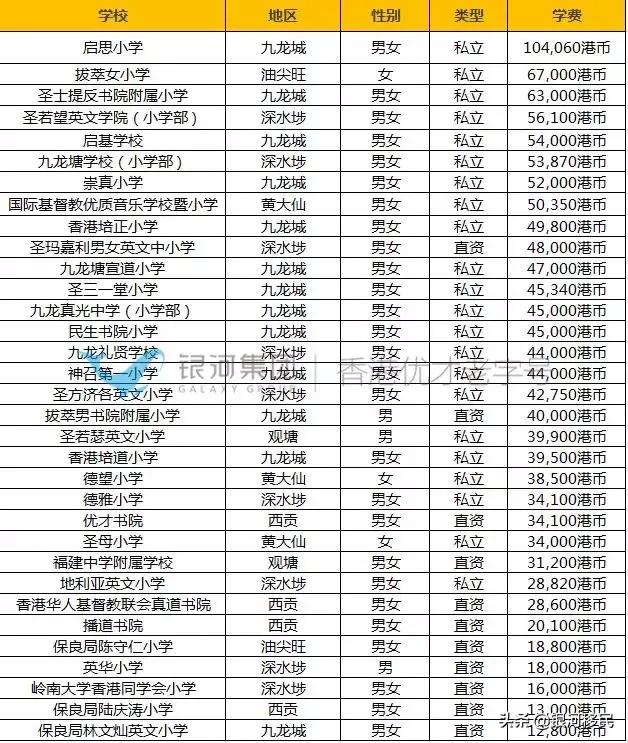 学校 地区 性别 类型 学费
启思小学 九龙城 男女 私立 104,060港币
拔萃女小学 油尖旺 女 私立 67,000港币
圣士提反书院附属小学 九龙城 男女 私立 63,000港币
圣若望英文学院（小学部） 深水埗 男女 私立 56,100港币
启基学校 九龙城 男女 私立 54,000港币
九龙塘学校（小学部） 深水埗 男女 私立 53,870港币
崇真小学 九龙城 男女 私立 52,000港币
国际基督教优质音乐学校暨小学 黄大仙 男女 私立 50,350港币
香港培正小学 九龙城 男女 私立 49,800港币
圣玛嘉利男女英文中小学 深水埗 男女 直资 48,000港币
九龙塘宣道小学 九龙城 男女 私立 47,000港币
圣三一堂小学 九龙城 男女 私立 45,340港币
九龙真光中学（小学部） 九龙城 男女 私立 45,000港币
民生书院小学 九龙城 男女 私立 45,000港币
九龙礼贤学校 深水埗 男女 私立 44,000港币
银河集团 香港优才老字号
GALAXY GROUP
神召第一小学 九龙城 男女 私立 44,000港币
圣方济各英文小学 深水埗 男女 私立 42,750港币
拔萃男书院附属小学 九龙城 男 直资 40,000港币
圣若瑟英文小学 观塘 男 私立 39,900港币
香港培道小学 九龙城 男女 私立 39,500港币
德望小学 黄大仙 女 私立 38,500港币
德雅小学 深水埗 男女 私立 34,100港币
优才书院 西贡 男女 直资 34,100港币
圣母小学 黄大仙 女 私立 34,000港币
福建中学附属学校 观塘 男女 直资 31,200港币
地利亚英文小学 深水埗 男女 私立 28,820港币
香港华人基督教联会真道书院 西贡 男女 直资 28,600港币
播道书院 西贡 男女 直资 20,100港币
保良局陈守仁小学 油尖旺 男女 直资 18,800港币
英华小学 深水埗 男 直资 18,000港币
岭南大学香港同学会小学 深水埗 男女 直资 16,000港币
保良局陆庆涛小学 西贡 男女 直资 13,000港币
头条@银河移民
保良局林文灿英文小学 九龙城 男女 直资 12,800港币